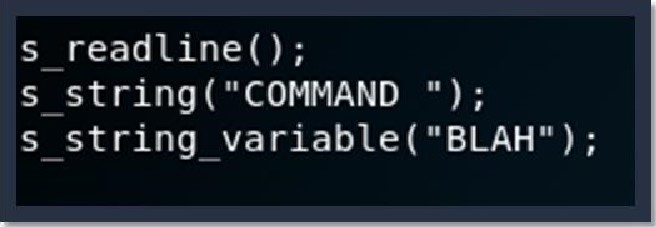 s_readline();
s_string("COMMAND ");
s_string_variable("BLAH");